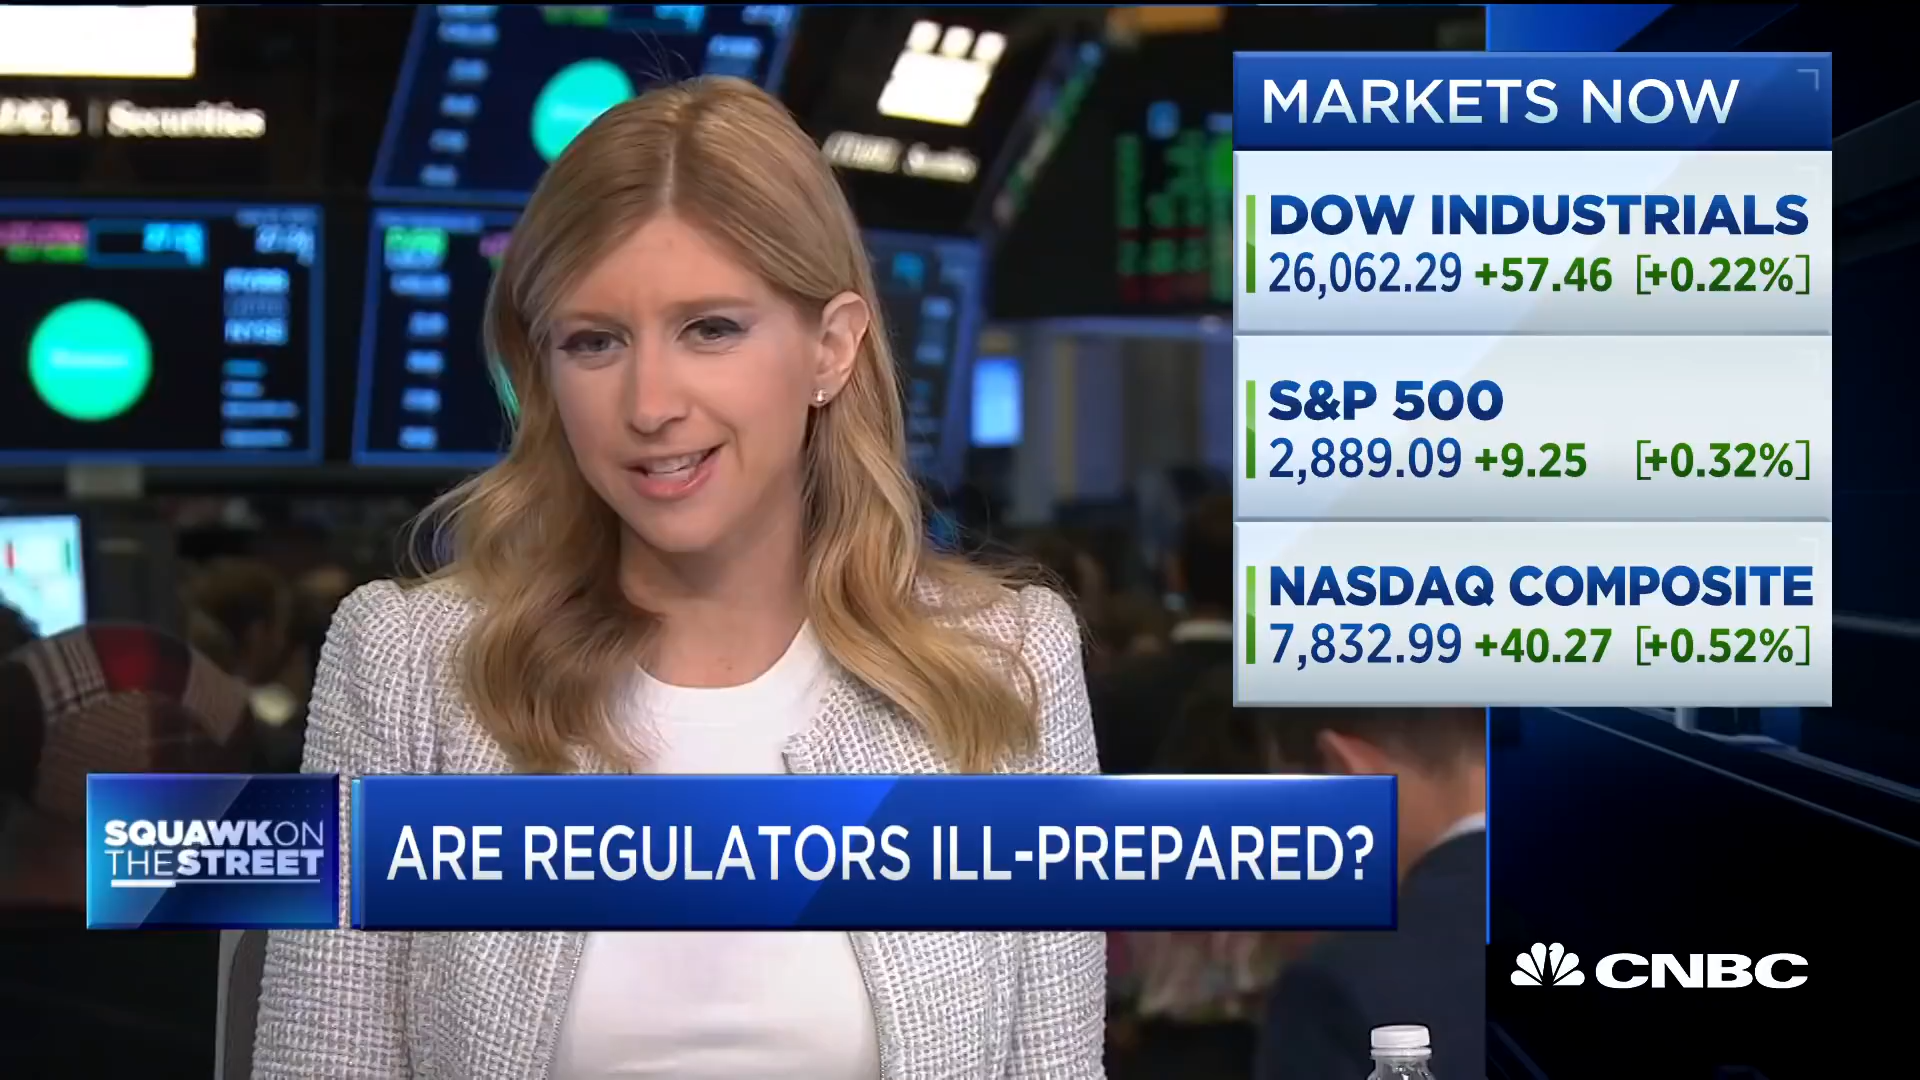 Securities
MARKETS NOW
DOW INDUSTRIALS
26,062.29 +57.46 [+0.22%]
S&P 500
2,889.09 +9.25 [+0.32%]
NASDAQ COMPOSITE
7,832.99 +40.27 [+0.52%]
SQUAWK ON
THE STREET
ARE REGULATORS ILL-PREPARED?
CNBC